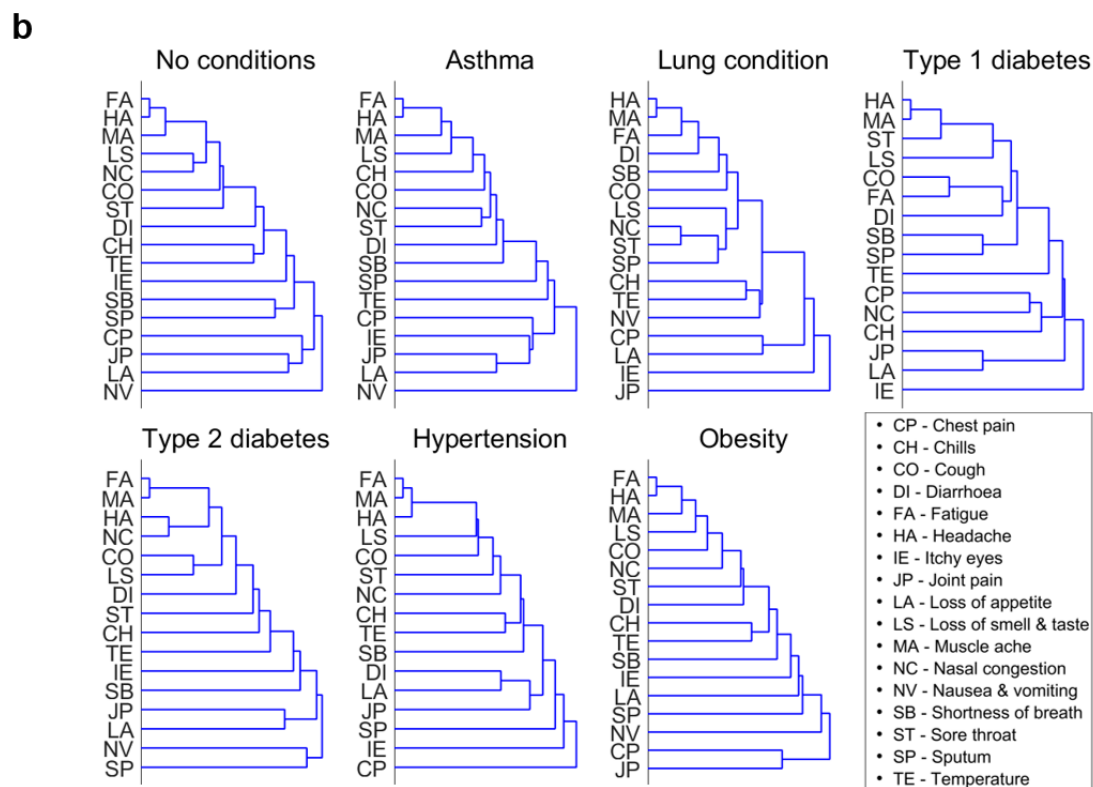 b
No conditions
FA
HA
MA
LS
NC
CO
ST
DI
CH
TE
IE
SB
SP
CP
JP
LA
NV
Asthma
FA
HA
MA
LS
CH
CO
NC
ST
DI
SB
SP
TE
CP
IE
JP
LA
NV
Lung condition
HA
MA
FA
DI
SB
CO
LS
NC
ST
SP
CH
TE
NV
CP
LA
IE
JP
Type 1 diabetes
HA
MA
ST
LS
CO
FA
DI
SB
SP
TE
CP
NC
CH
JP
LA
IE
Type 2 diabetes
FA
MA
HA
NC
CO
LS
DI
ST
CH
TE
IE
SB
JP
LA
NV
SP
Hypertension
FA
MA
HA
LS
CO
ST
NC
CH
TE
SB
DI
LA
JP
SP
IE
CP
Obesity
FA
HA
MA
LS
CO
NC
ST
DI
CH
TE
SB
IE
LA
SP
NV
CP
JP
• CP - Chest pain
• CH - Chills
• CO - Cough
• DI - Diarrhoea
• FA - Fatigue
• HA - Headache
• IE - Itchy eyes
• JP - Joint pain
• LA - Loss of appetite
• LS - Loss of smell & taste
• MA - Muscle ache
• NC - Nasal congestion
• NV - Nausea & vomiting
• SB - Shortness of breath
• ST - Sore throat
• SP - Sputum
• TE - Temperature